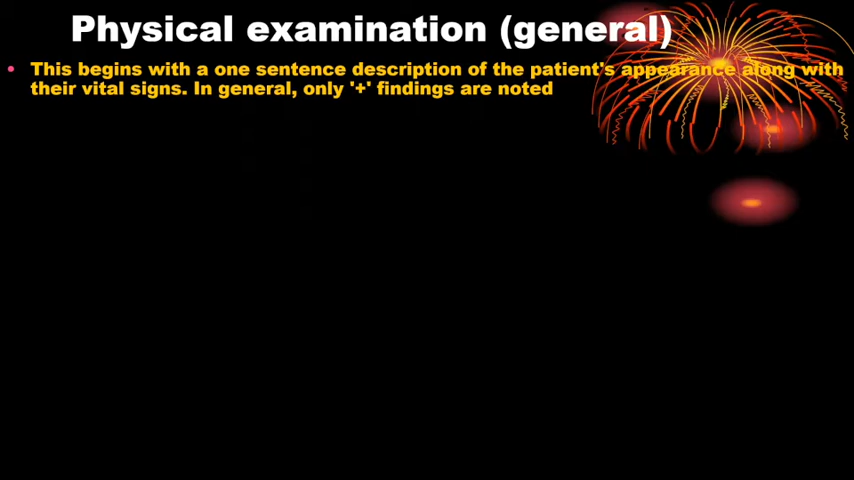 Physical examination (general)
• This begins with a one sentence description of the patient's appearance along with
their vital signs. In general, only '+' findings are noted